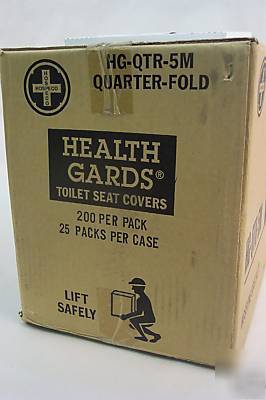 HOSPECO
HG-QTR-5M
QUARTER-FOLD
HEALTH
GARDS®
TOILET SEAT COVERS
200 PER PACK
25 PACKS PER CASE
LIFT
SAFELY